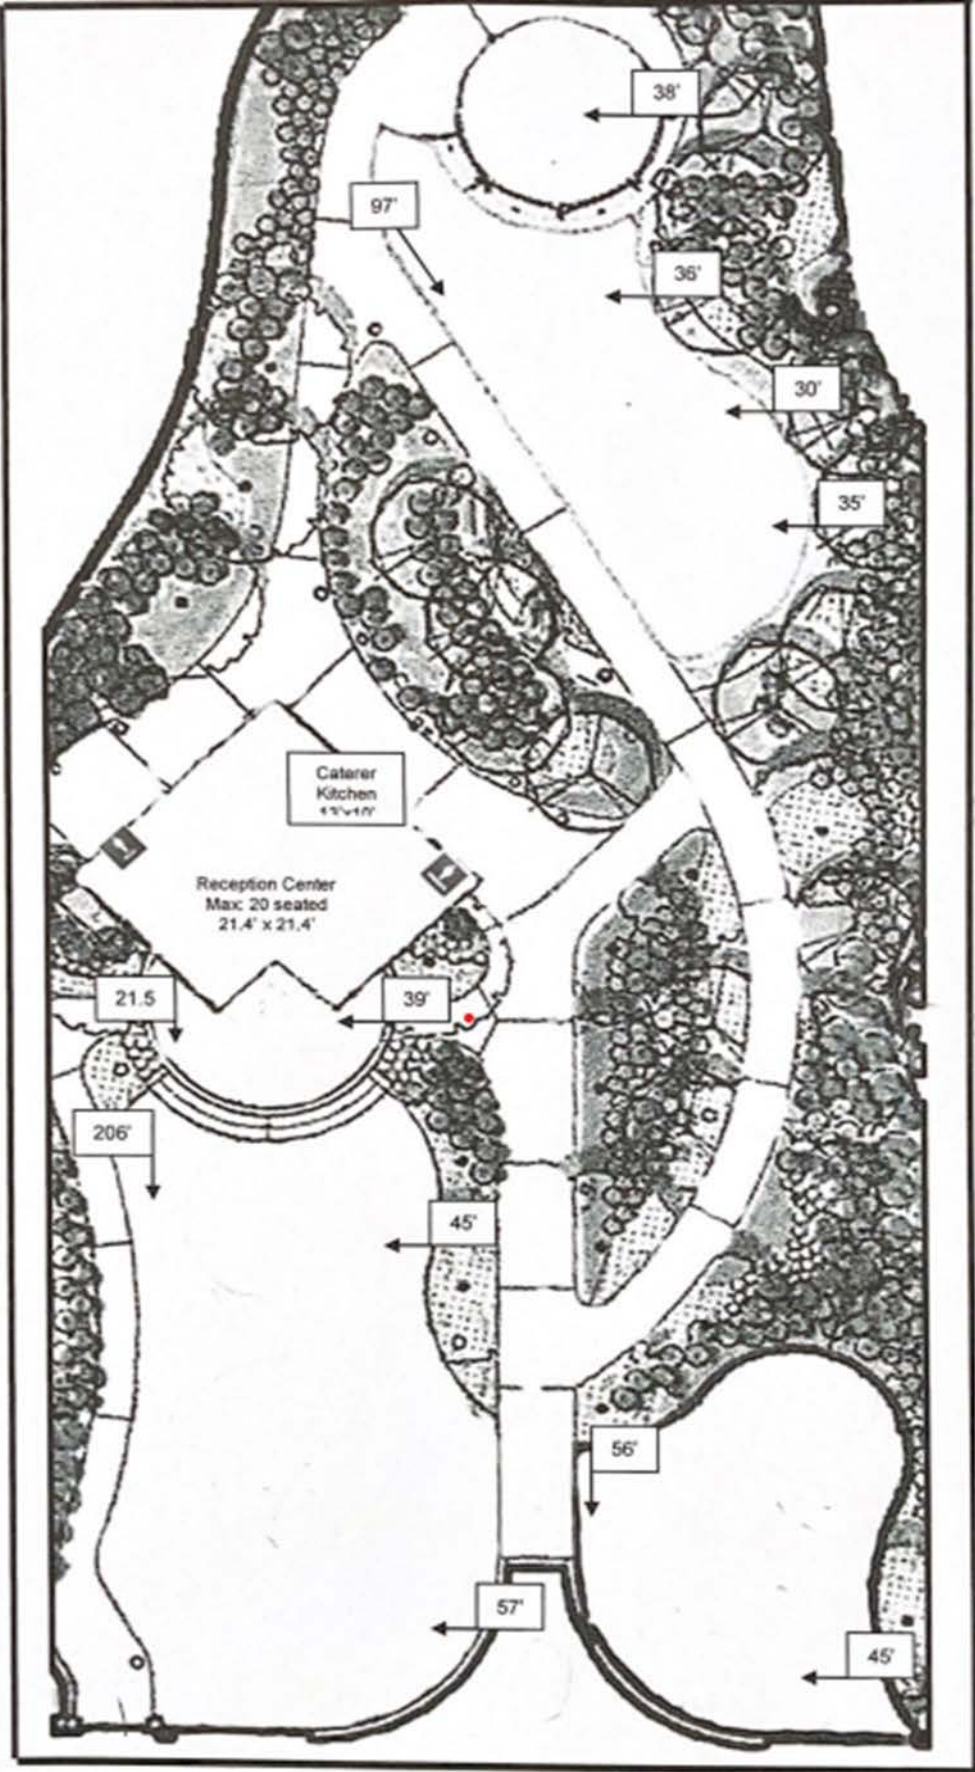 38'
97'
36'
30'
35'
Caterer
Kitchen
Reception Center
Max: 20 seated
21.4' x 21.4'
21.5
39'
206'
45'
56'
57'
45'